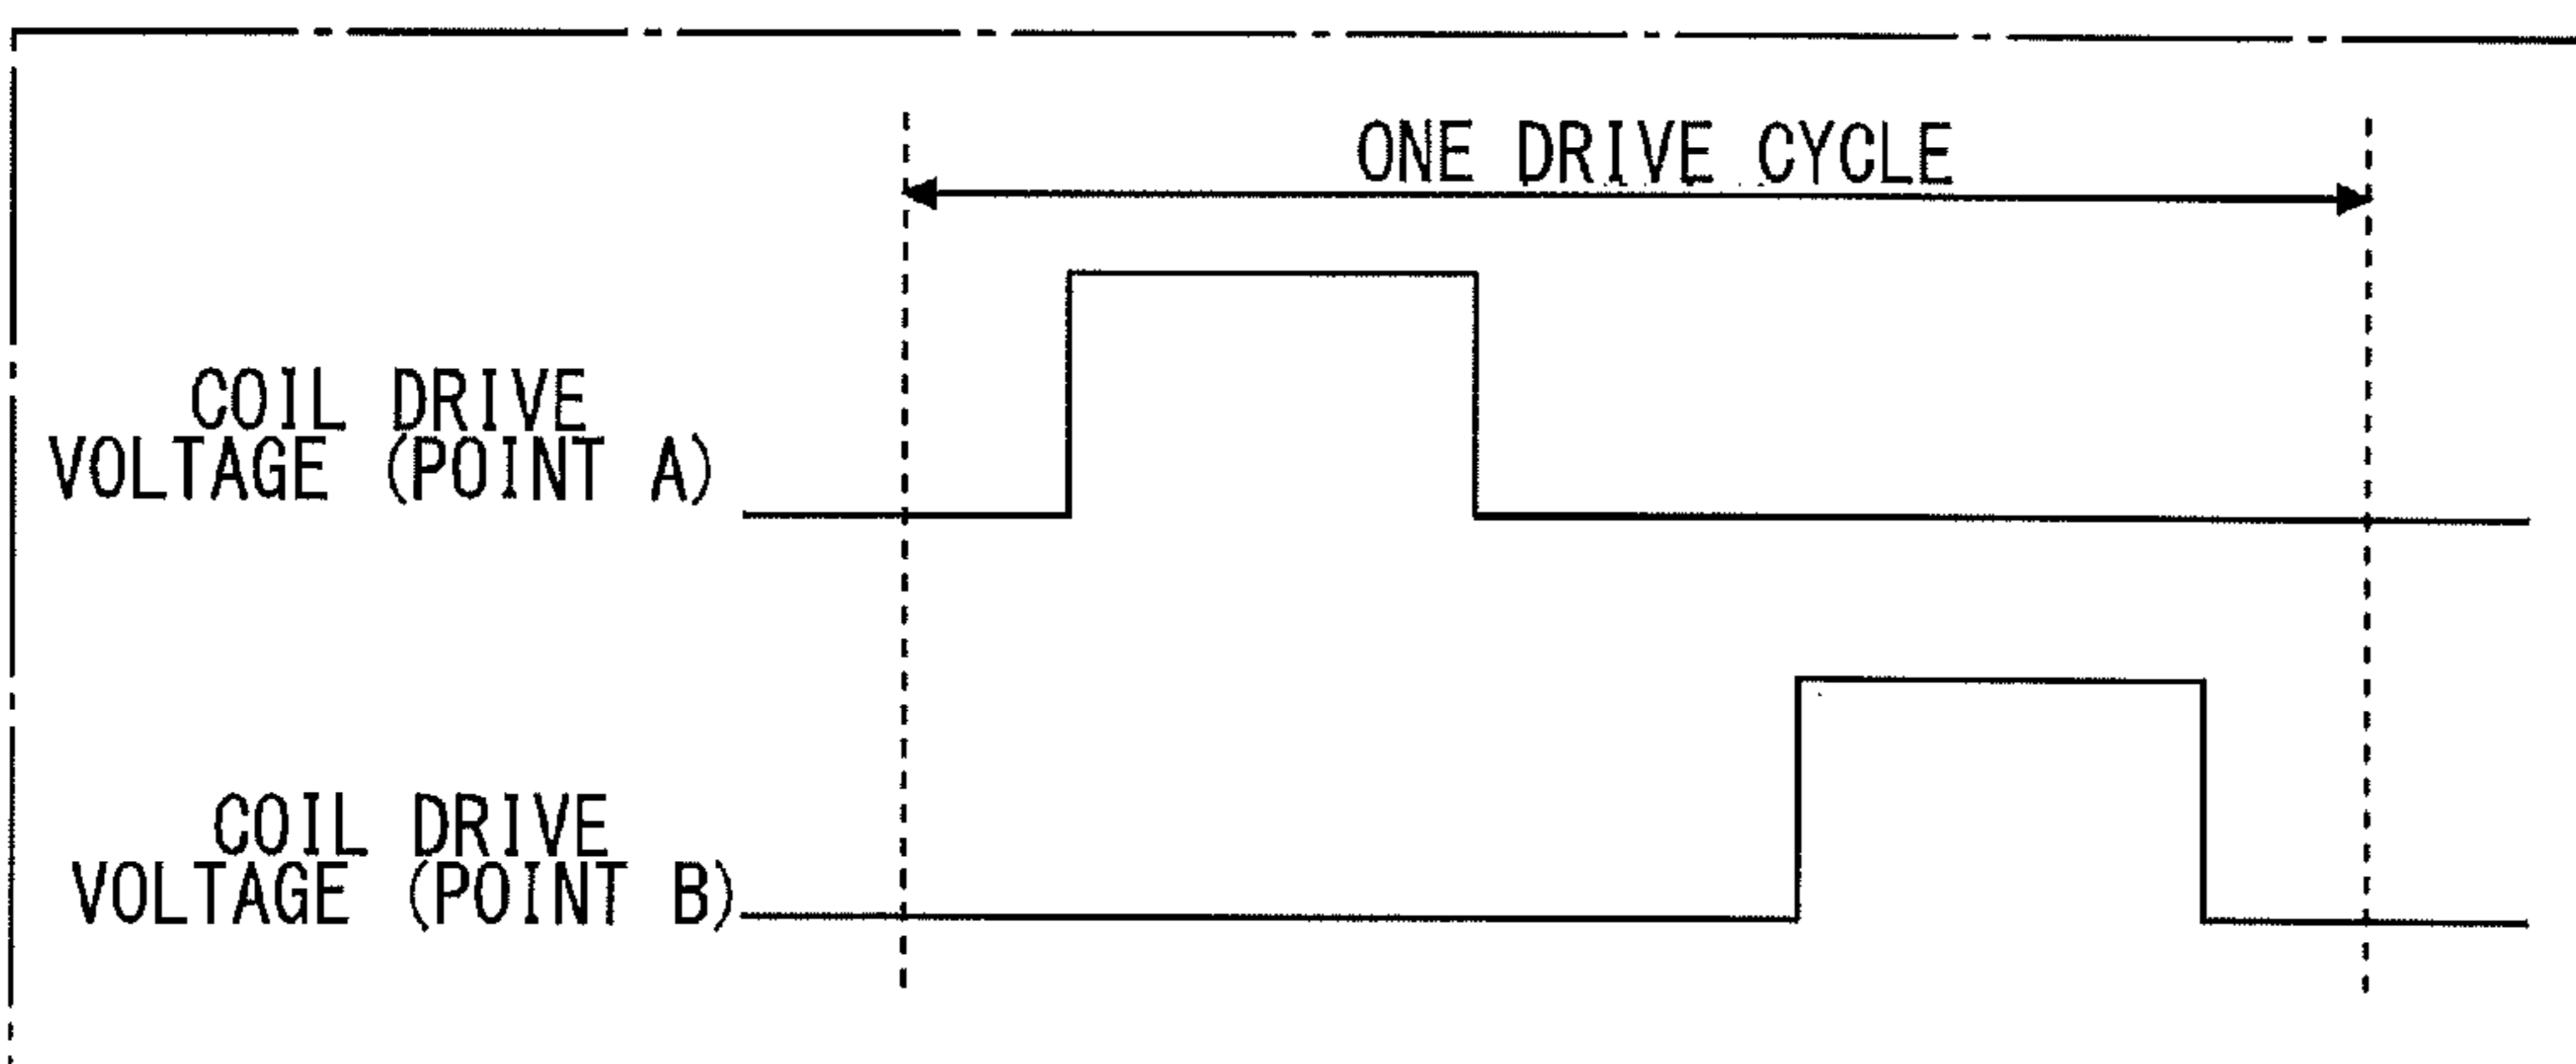 ONE DRIVE CYCLE
COIL DRIVE
VOLTAGE (POINT A)
COIL DRIVE
VOLTAGE (POINT B)